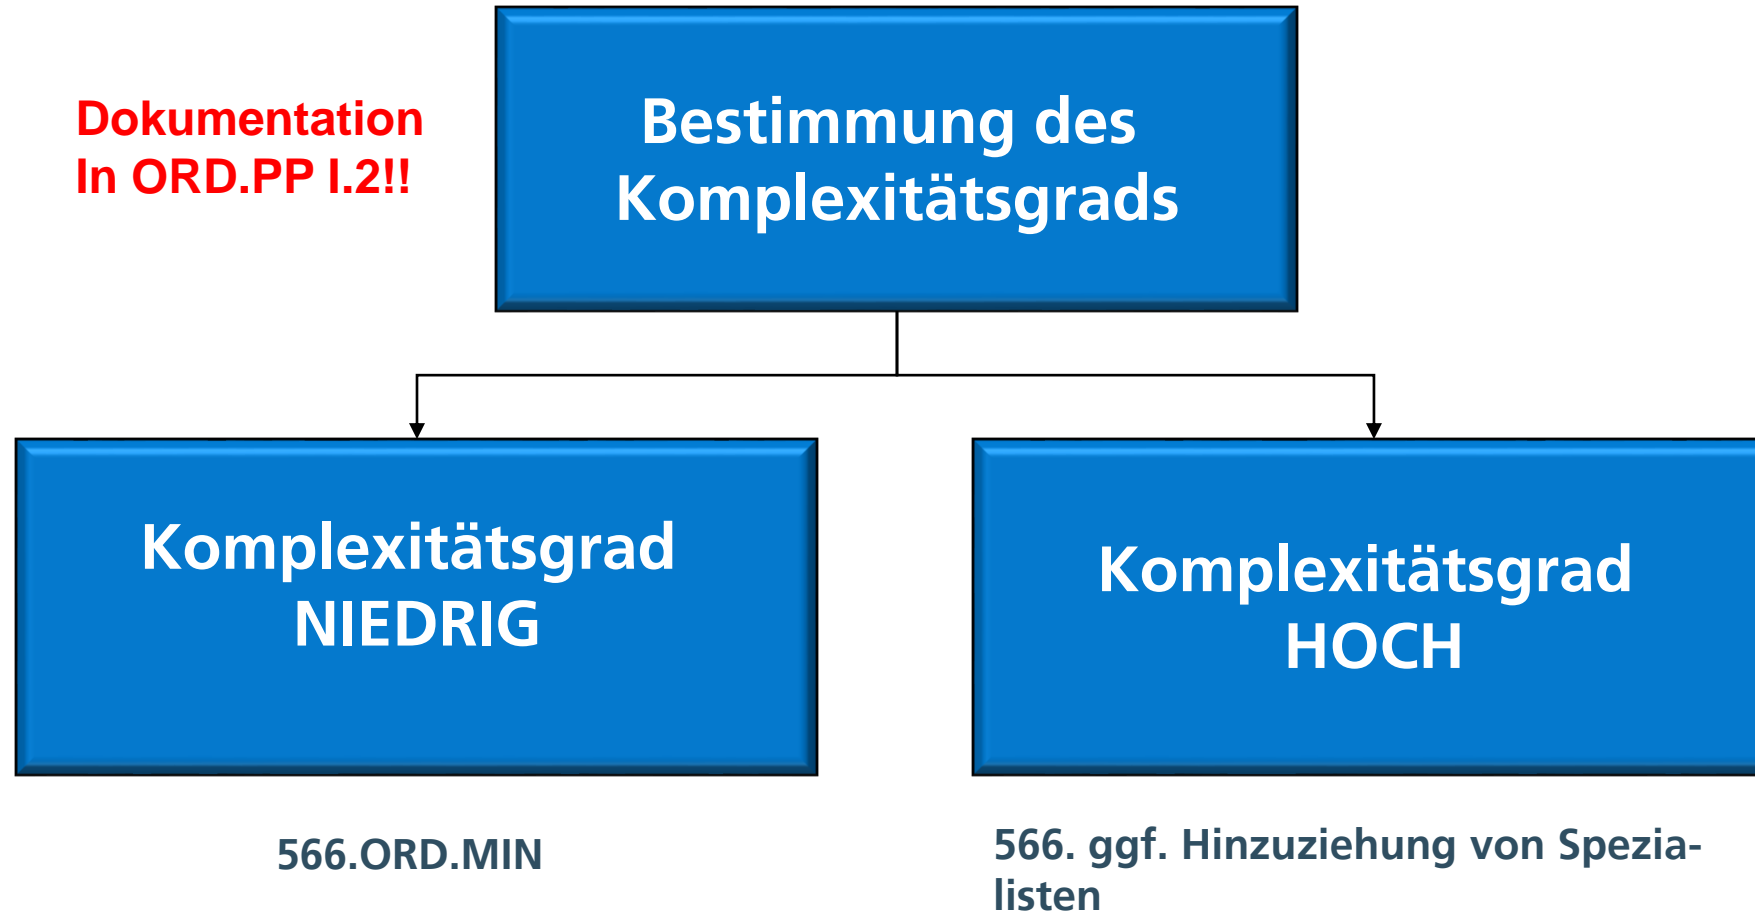 Dokumentation
In ORD.PP I.2!!
Bestimmung des
Komplexitätsgrads
Komplexitätsgrad
NIEDRIG
Komplexitätsgrad
HOCH
566.ORD.MIN
566. ggf. Hinzuziehung von Spezia-
listen